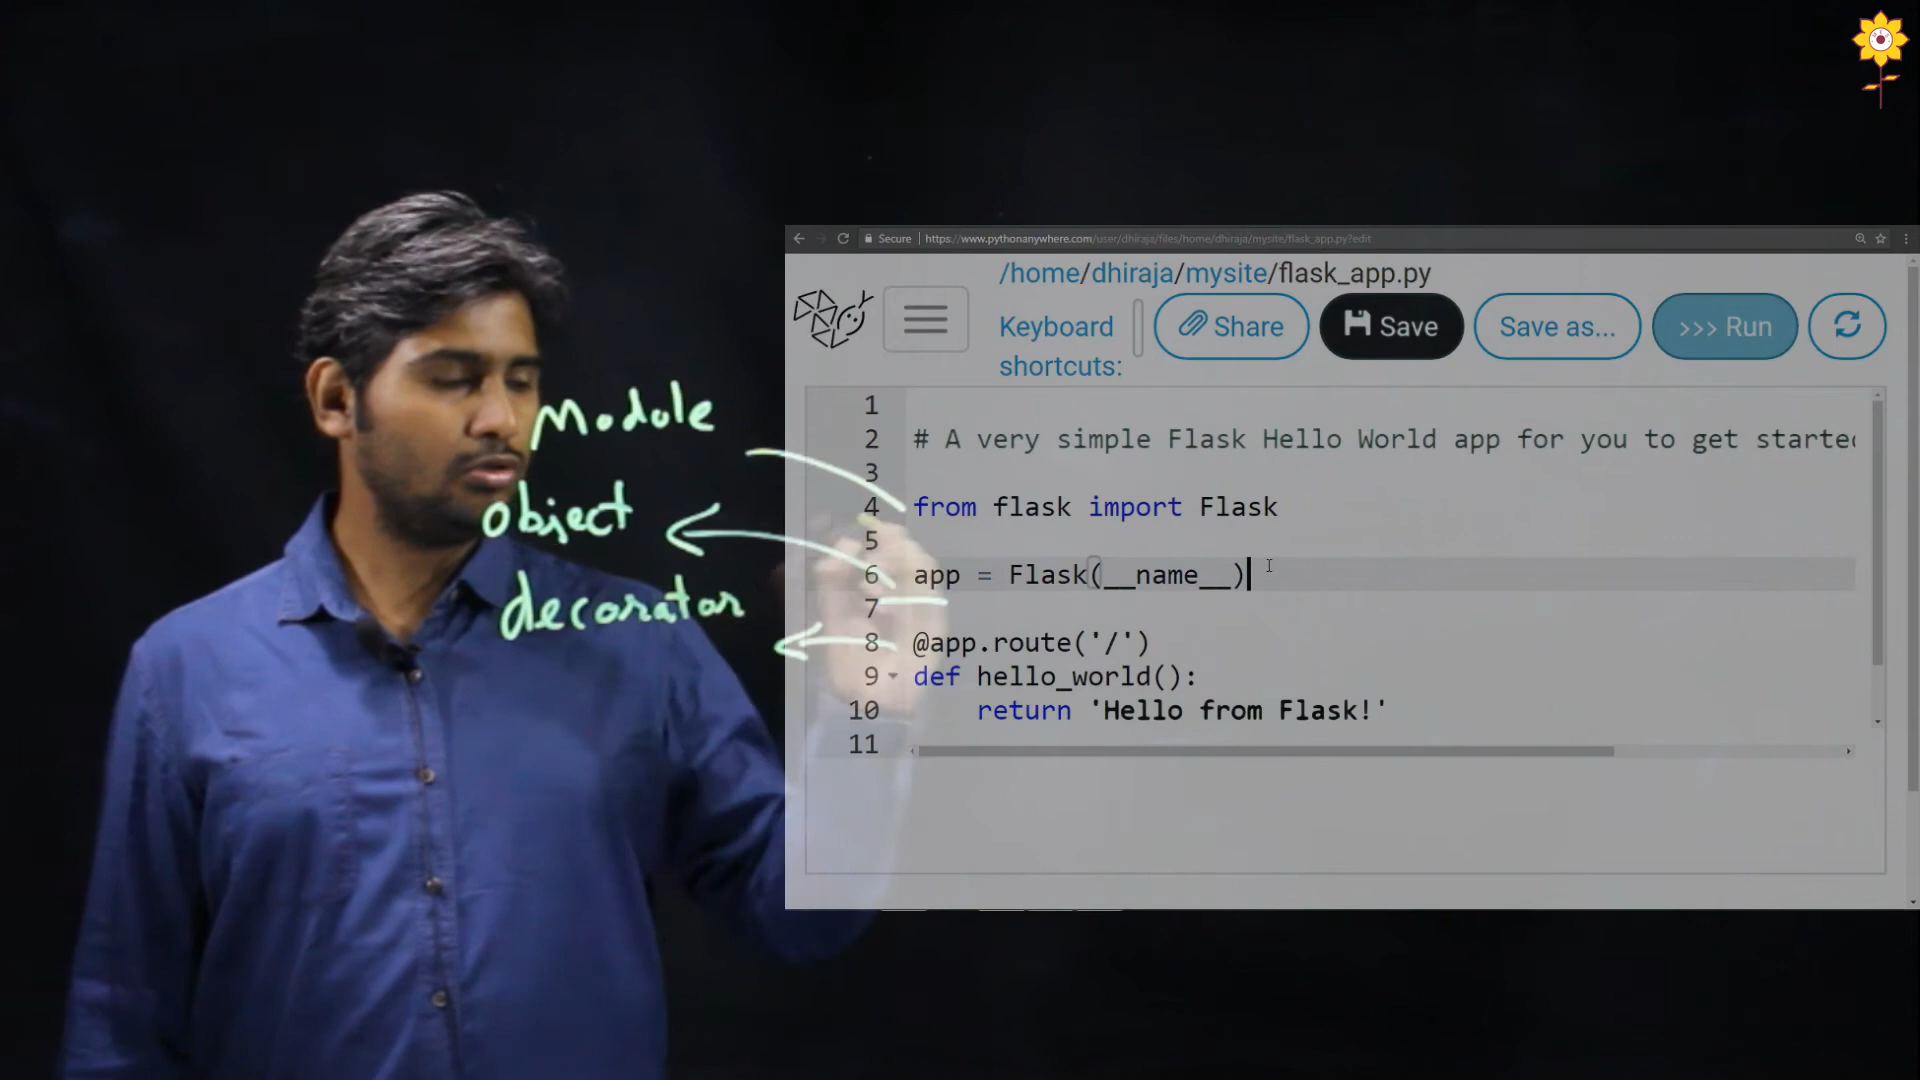 Secure https://www.pythonanywhere.com/user/dhiraja/files/home/dhiraja/mysite/flask_app.py?edit
/home/dhiraja/mysite/flask_app.py
Keyboard shortcuts:
Share
Save
Save as...
>>> Run
Module
object
decorator
1
2 # A very simple Flask Hello World app for you to get starte
3
4 from flask import Flask
5
6 app = Flask(__name__)
7
8 @app.route('/')
9 def hello_world():
10 return 'Hello from Flask!'
11